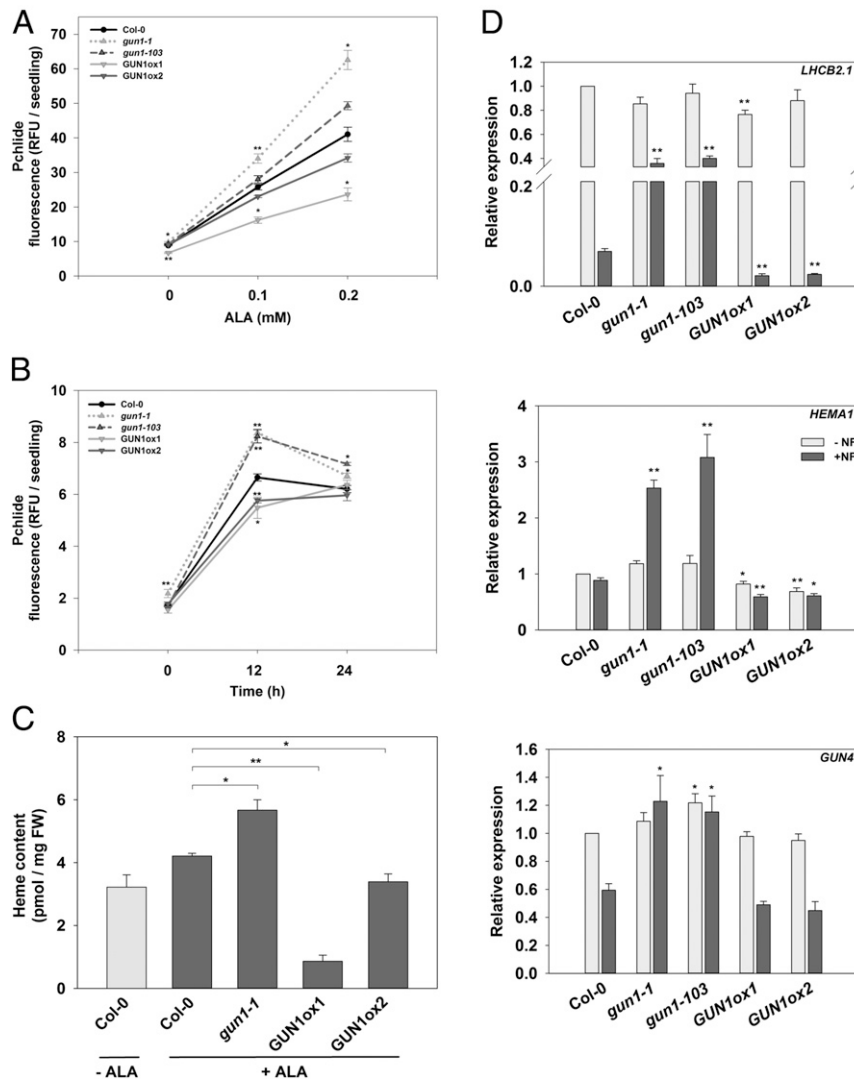 A
Col-0
gun1-1
gun1-103
GUN1ox1
GUN1ox2
Pchlide
fluorescence (RFU / seedling)
70
60
50
40
30
20
10
0
*
**
**
*
*
*
0
0.1
0.2
ALA (mM)
B
Col-0
gun1-1
gun1-103
GUN1ox1
GUN1ox2
Pchlide
fluorescence (RFU / seedling)
10
8
6
4
2
0
**
**
**
**
*
*
*
0
12
24
Time (h)
C
Heme content
(pmol / mg FW)
8
6
4
2
0
*
**
*
Col-0
Col-0
gun1-1
GUN1ox1
GUN1ox2
- ALA
+ ALA
D
LHCB2.1
Relative expression
1.2
1.0
0.8
0.6
0.4
0.2
0.0
**
**
**
**
**
Col-0
gun1-1
gun1-103
GUN1ox1
GUN1ox2
HEMA1
- NF
+NF
Relative expression
4
3
2
1
0
**
**
*
**
**
*
Col-0
gun1-1
gun1-103
GUN1ox1
GUN1ox2
GUN4
Relative expression
1.6
1.4
1.2
1.0
0.8
0.6
0.4
0.2
0.0
*
*
*
Col-0
gun1-1
gun1-103
GUN1ox1
GUN1ox2